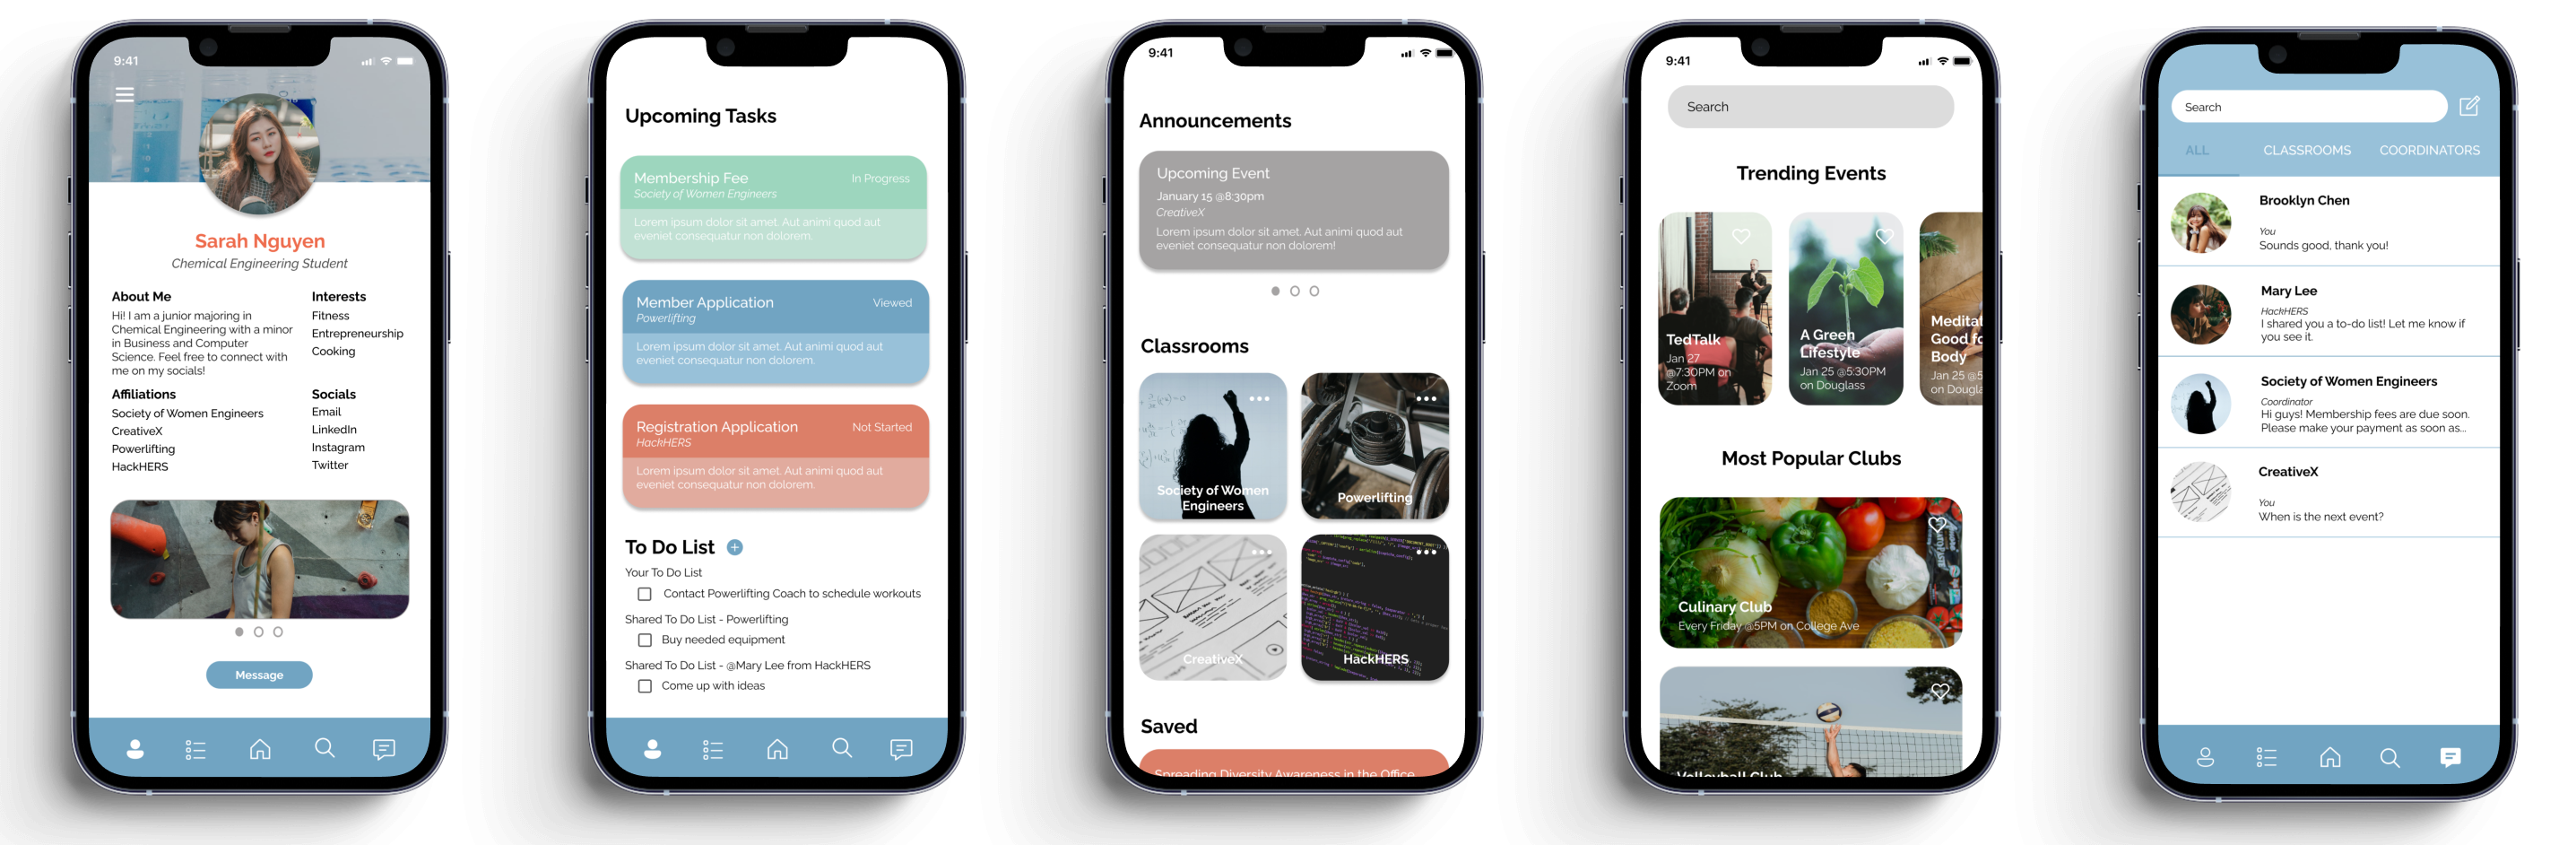 9:41
Sarah Nguyen
Chemical Engineering Student
About Me
Hi! I am a junior majoring in
Chemical Engineering with a minor
in Business and Computer
Science. Feel free to connect with
me on my socials!
Interests
Fitness
Entrepreneurship
Cooking
Affiliations
Society of Women Engineers
CreativeX
Powerlifting
HackHERS
Socials
Email
LinkedIn
Instagram
Twitter
Message
Upcoming Tasks
Membership Fee
In Progress
Society of Women Engineers
Lorem ipsum dolor sit amet. Aut animi quod aut
eveniet consequatur non dolorem.
Member Application
Viewed
Powerlifting
Lorem ipsum dolor sit amet. Aut animi quod aut
eveniet consequatur non dolorem.
Registration Application
Not Started
HackHERS
Lorem ipsum dolor sit amet. Aut animi quod aut
eveniet consequatur non dolorem.
To Do List
Your To Do List
Contact Powerlifting Coach to schedule workouts
Shared To Do List - Powerlifting
Buy needed equipment
Shared To Do List - @Mary Lee from HackHERS
Come up with ideas
9:41
Announcements
Upcoming Event
January 15 @8:30pm
CreativeX
Lorem ipsum dolor sit amet. Aut animi quod aut
eveniet consequatur non dolorem!
Classrooms
Society of Women
Engineers
Powerlifting
CreativeX
HackHERS
Saved
Spreading Diversity Awareness in the Office
9:41
Search
Trending Events
TedTalk
Jan 27
@7:30PM on
Zoom
A Green
Lifestyle
Jan 25 @5:30PM
on Douglass
Meditat
Good fo
Body
Jan 25 @5
on Dougla
Most Popular Clubs
Culinary Club
Every Friday @5PM on College Ave
Volleyball Club
Search
ALL
CLASSROOMS
COORDINATORS
Brooklyn Chen
You
Sounds good, thank you!
Mary Lee
HackHERS
I shared you a to-do list! Let me know if
you see it.
Society of Women Engineers
Coordinator
Hi guys! Membership fees are due soon.
Please make your payment as soon as...
CreativeX
You
When is the next event?